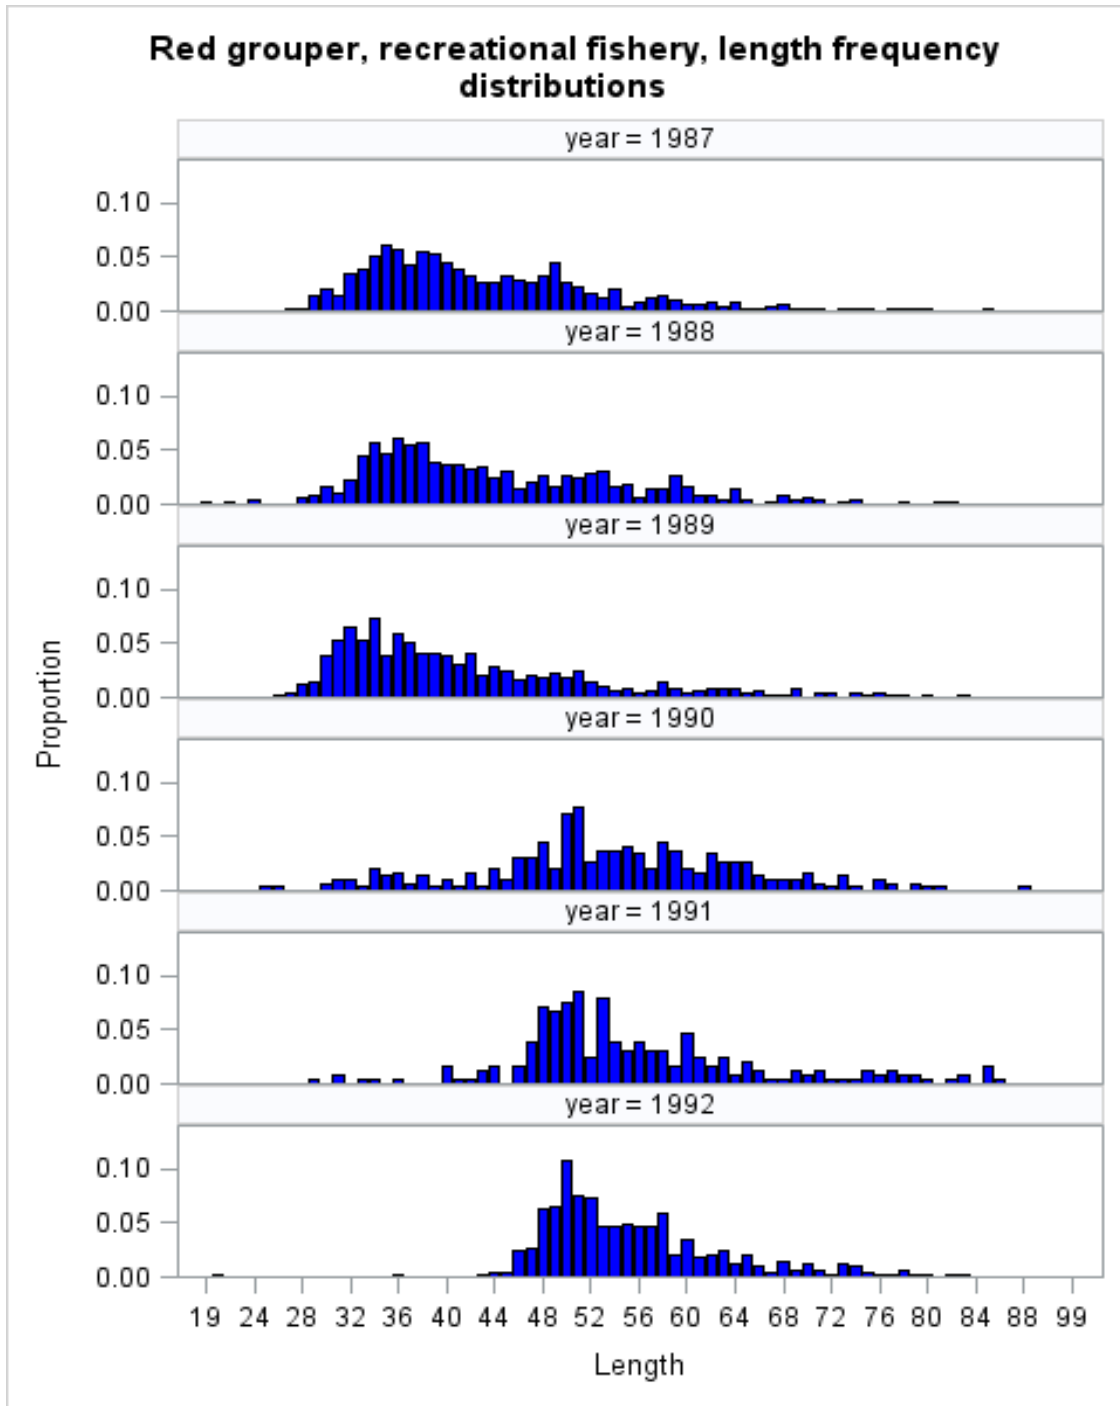 Red grouper, recreational fishery, length frequency
distributions
year = 1987
0.10
0.05
0.00
year = 1988
0.10
0.05
0.00
year = 1989
0.10
0.05
0.00
year = 1990
0.10
0.05
0.00
year = 1991
0.10
0.05
0.00
year = 1992
0.10
0.05
0.00
Proportion
19 24 28 32 36 40 44 48 52 56 60 64 68 72 76 80 84 88 99
Length